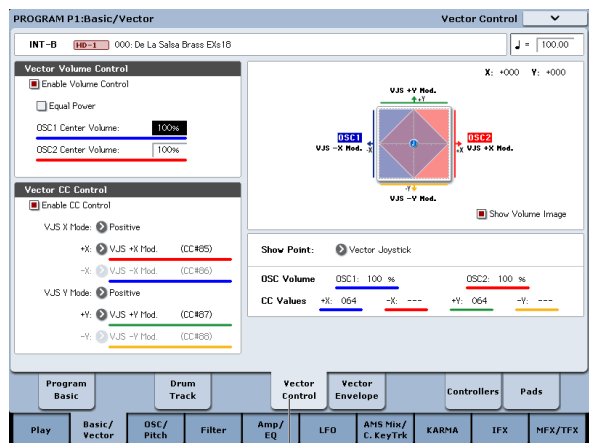 PROGRAM P1:Basic/Vector Vector Control
INT-B HD-1 000: De La Salsa Brass EXs18 ♩ = 100.00
Vector Volume Control
Enable Volume Control
Equal Power
OSC1 Center Volume: 100%
OSC2 Center Volume: 100%
Vector CC Control
Enable CC Control
VJS X Mode: Positive
+X: VJS +X Mod. (CC#85)
-X: VJS -X Mod. (CC#86)
VJS Y Mode: Positive
+Y: VJS +Y Mod. (CC#87)
-Y: VJS -Y Mod. (CC#88)
X: +000 Y: +000
VJS +Y Mod.
+Y
OSC1 OSC2
VJS -X Mod. -X +X VJS +X Mod.
-Y
VJS -Y Mod.
Show Volume Image
Show Point: Vector Joystick
OSC Volume OSC1: 100 % OSC2: 100 %
CC Values +X: 064 -X: --- +Y: 064 -Y: ---
Program Basic Drum Track Vector Control Vector Envelope Controllers Pads
Play Basic/ Vector OSC/ Pitch Filter Amp/ EQ LFO AMS Mix/ C. KeyTrk KARMA IFX MFX/TFX